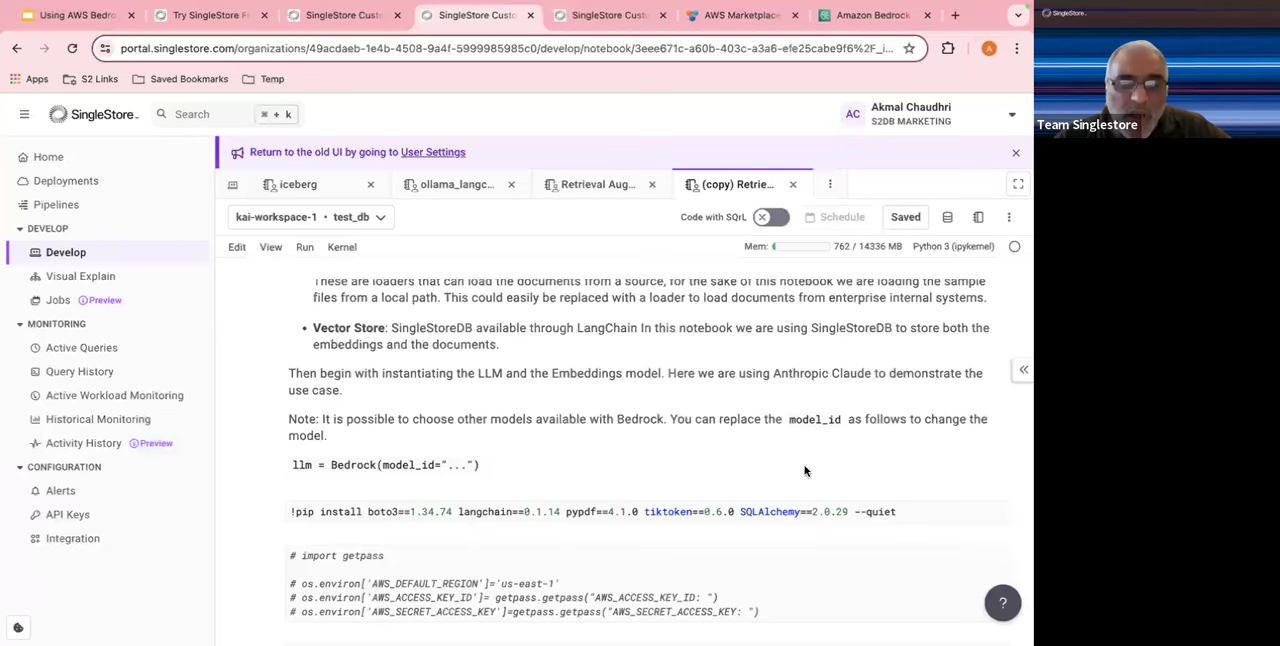 Using AWS Bedro
Try SingleStore F
SingleStore Custo
SingleStore Custo
SingleStore Custo
AWS Marketplace
Amazon Bedrock
portal.singlestore.com/organizations/49acdaeb-1e4b-4508-9a4f-5999985985c0/develop/notebook/3eee671c-a60b-403c-a3a6-efe25cabe9f6%2F_i...
A
Apps
S2 Links
Saved Bookmarks
Temp
SingleStore
Search
⌘ + k
AC
Akmal Chaudhri
S2DB MARKETING
Home
Deployments
Pipelines
DEVELOP
Develop
Visual Explain
Jobs Preview
MONITORING
Active Queries
Query History
Active Workload Monitoring
Historical Monitoring
Activity History Preview
CONFIGURATION
Alerts
API Keys
Integration
Return to the old UI by going to User Settings
iceberg
ollama_langc...
Retrieval Aug...
(copy) Retrie...
kai-workspace-1 • test_db
Code with SQrL
Schedule
Saved
Edit View Run Kernel
Mem: 762 / 14336 MB
Python 3 (ipykernel)
These are loaders that can load the documents from a source, for the sake of this notebook we are loading the sample
files from a local path. This could easily be replaced with a loader to load documents from enterprise internal systems.
• Vector Store: SingleStoreDB available through LangChain In this notebook we are using SingleStoreDB to store both the
embeddings and the documents.
Then begin with instantiating the LLM and the Embeddings model. Here we are using Anthropic Claude to demonstrate the
use case.
Note: It is possible to choose other models available with Bedrock. You can replace the model_id as follows to change the
model.
llm = Bedrock(model_id="...")
!pip install boto3==1.34.74 langchain==0.1.14 pypdf==4.1.0 tiktoken==0.6.0 SQLAlchemy==2.0.29 --quiet
# import getpass
# os.environ['AWS_DEFAULT_REGION']='us-east-1'
# os.environ['AWS_ACCESS_KEY_ID']= getpass.getpass("AWS_ACCESS_KEY_ID: ")
# os.environ['AWS_SECRET_ACCESS_KEY']=getpass.getpass("AWS_SECRET_ACCESS_KEY: ")
?
SingleStore
Team Singlestore